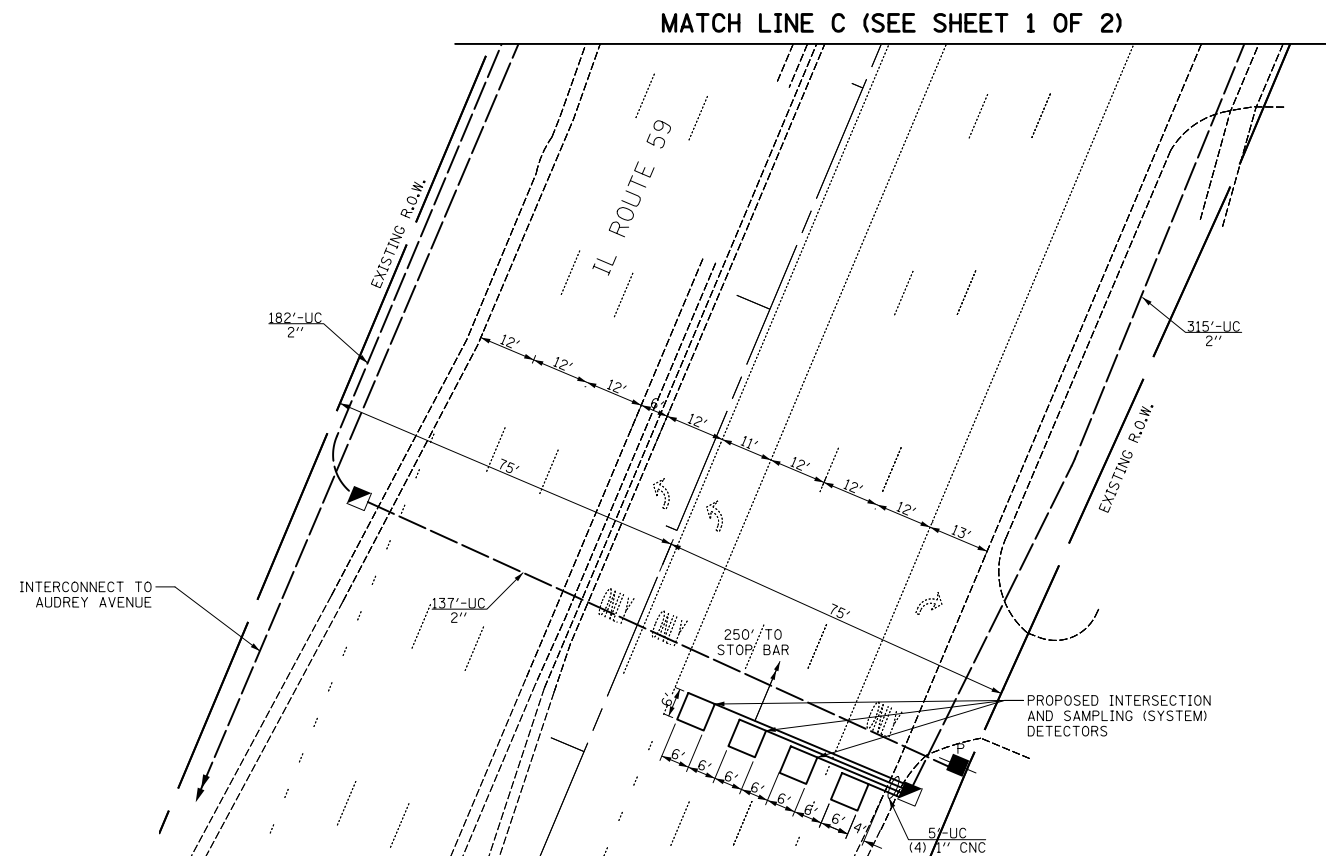 MATCH LINE C (SEE SHEET 1 OF 2)
IL ROUTE 59
EXISTING R.O.W.
182'-UC
2"
315'-UC
2"
12'
12'
12'
6'
12'
11'
12'
12'
12'
13'
75'
EXISTING R.O.W.
INTERCONNECT TO
AUDREY AVENUE
137'-UC
2"
75'
250' TO
STOP BAR
ONLY
ONLY
ONLY
6'
PROPOSED INTERSECTION
AND SAMPLING (SYSTEM)
DETECTORS
P
6'
6'
6'
6'
6'
6'
6'
4'
5'-UC
(4) 1" CNC